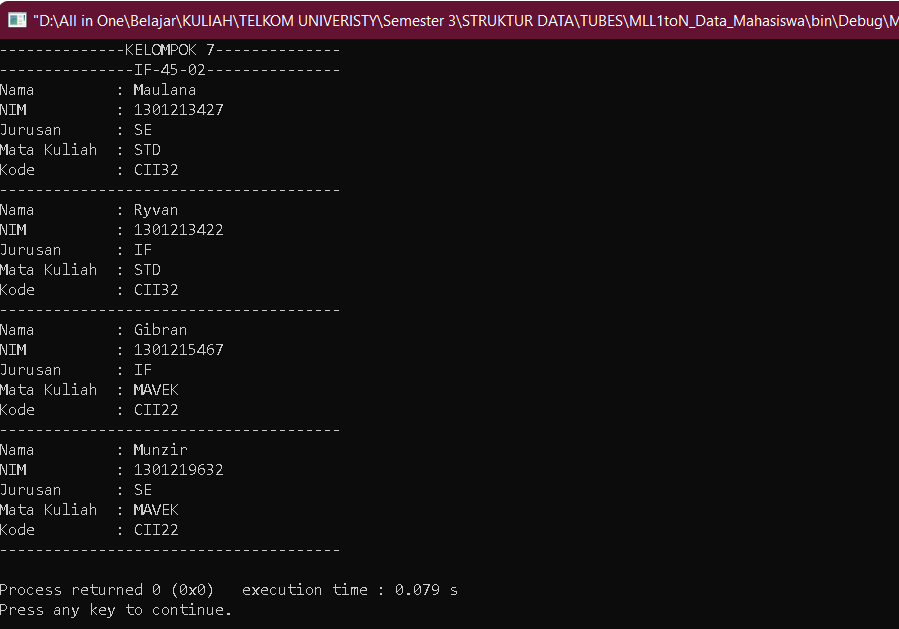 "D:\All in One\Belajar\KULIAH\TELKOM UNIVERISTY\Semester 3\STRUKTUR DATA\TUBES\MLL1toN_Data_Mahasiswa\bin\Debug\M
--------------KELOMPOK 7--------------
---------------IF-45-02---------------
Nama : Maulana
NIM : 1301213427
Jurusan : SE
Mata Kuliah : STD
Kode : CII32
--------------------------------------
Nama : Ryvan
NIM : 1301213422
Jurusan : IF
Mata Kuliah : STD
Kode : CII32
--------------------------------------
Nama : Gibran
NIM : 1301215467
Jurusan : IF
Mata Kuliah : MAVEK
Kode : CII22
--------------------------------------
Nama : Munzir
NIM : 1301219632
Jurusan : SE
Mata Kuliah : MAVEK
Kode : CII22
--------------------------------------
Process returned 0 (0x0) execution time : 0.079 s
Press any key to continue.